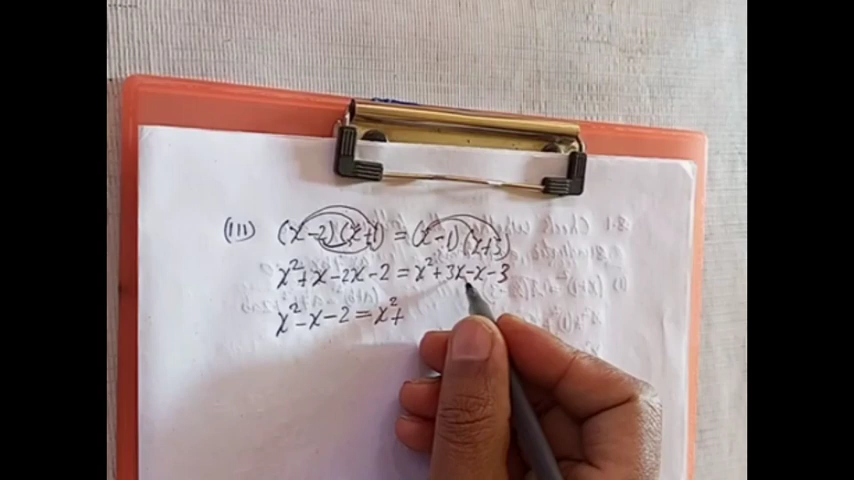 (iii) (x-2)(x+1) = (x-1)(x+3)
x²+x-2x-2 = x²+3x-x-3
x²-x-2 = x²+